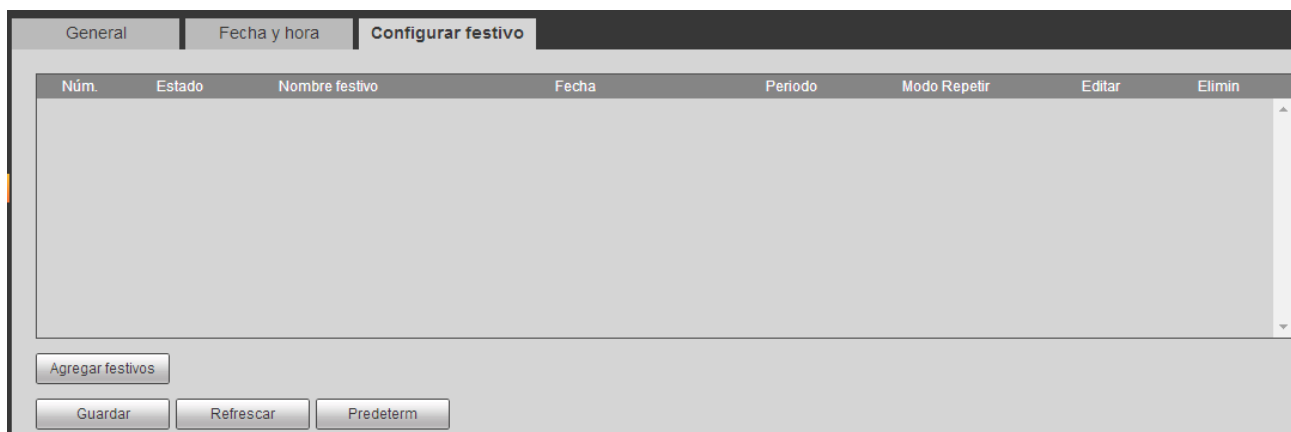 General Fecha y hora Configurar festivo
Núm. Estado Nombre festivo Fecha Periodo Modo Repetir Editar Elimin
Agregar festivos
Guardar Refrescar Predeterm